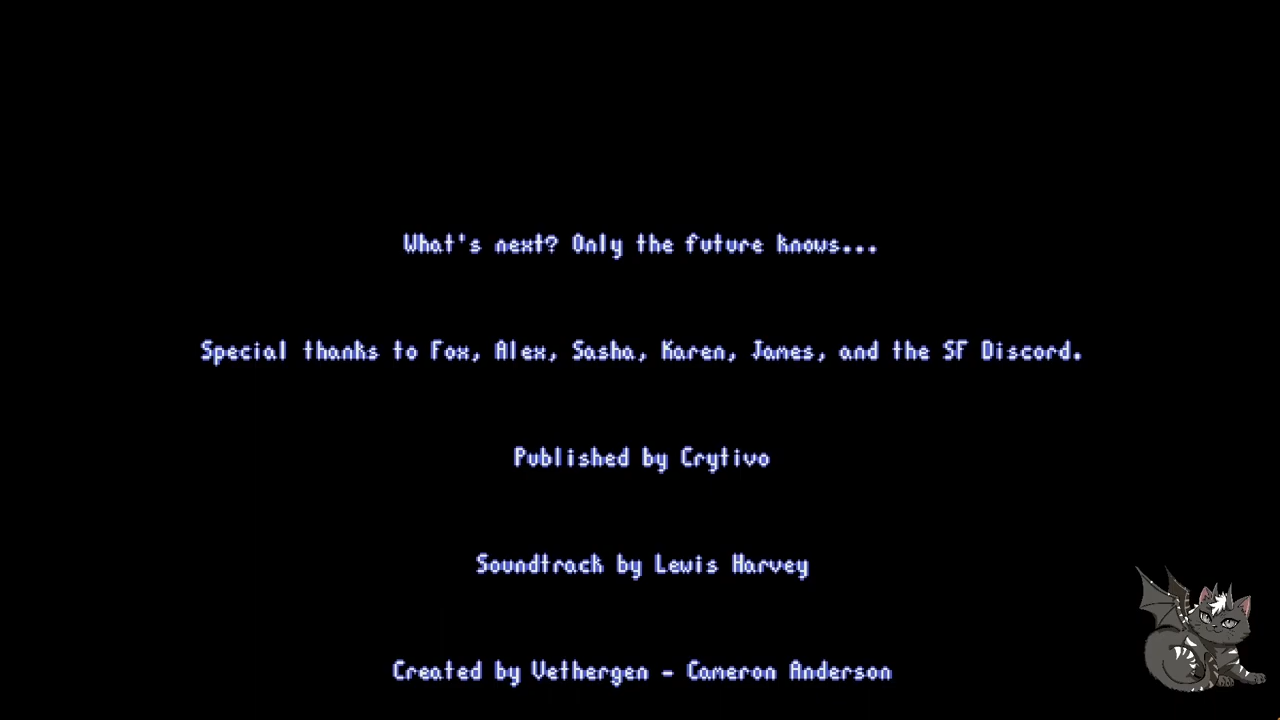 What's next? Only the future knows...
Special thanks to Fox, Alex, Sasha, Karen, James, and the SF Discord.
Published by Crytivo
Soundtrack by Lewis Harvey
Created by Vethergen - Cameron Anderson